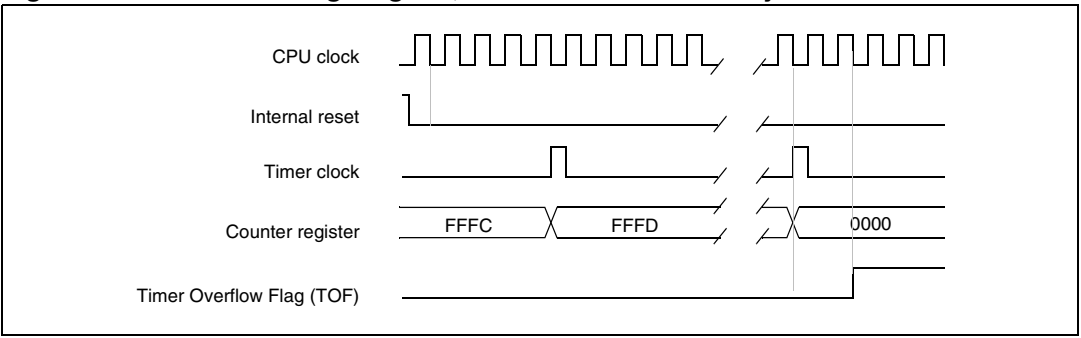 CPU clock
Internal reset
Timer clock
Counter register
FFFC
FFFD
0000
Timer Overflow Flag (TOF)